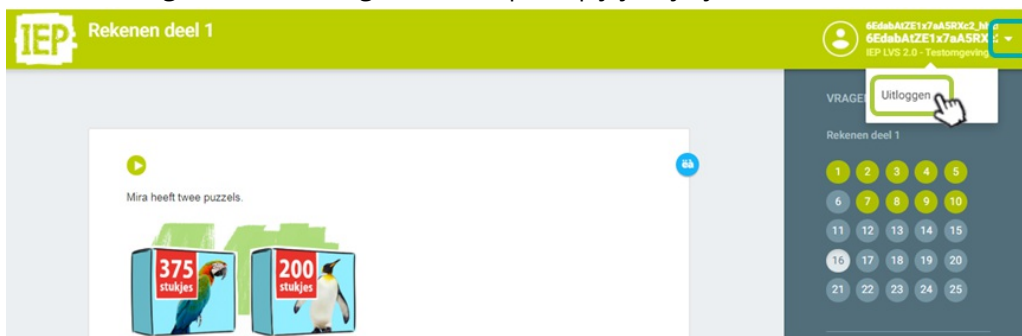 IEP
Rekenen deel 1
6EdabAtZE1x7aA5RXc2_
6EdabAtZE1x7aA5RX
IEP LVS 2.0 - Testomgeving
Uitloggen
VRAGE
Rekenen deel 1
1 2 3 4 5
6 7 8 9 10
11 12 13 14 15
16 17 18 19 20
21 22 23 24 25
ëà
Mira heeft twee puzzels.
375 stukjes
200 stukjes